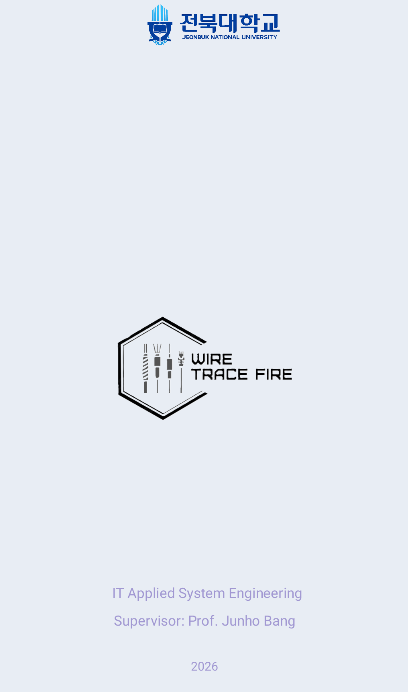 전북대학교
JEONBUK NATIONAL UNIVERSITY
WIRE
TRACE FIRE
IT Applied System Engineering
Supervisor: Prof. Junho Bang
2026